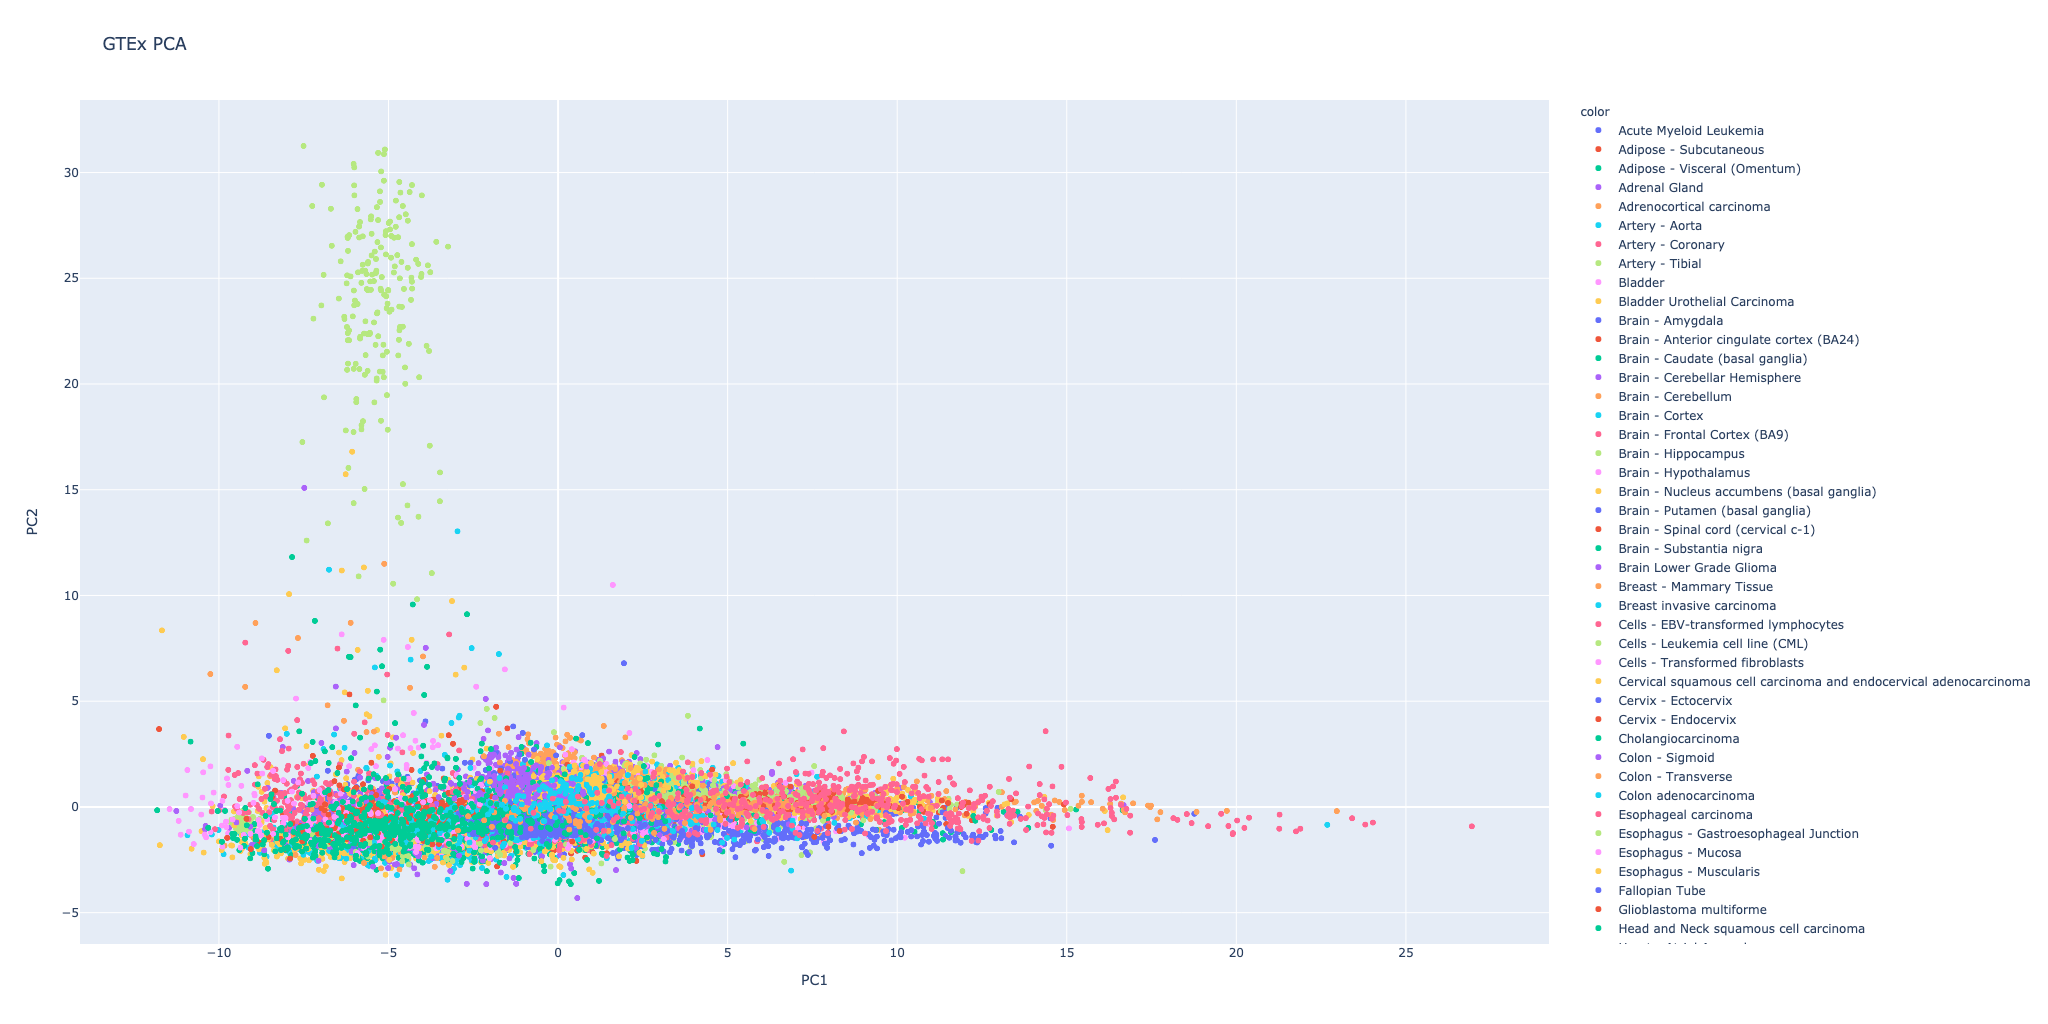 GTEx PCA
color
Acute Myeloid Leukemia
Adipose - Subcutaneous
Adipose - Visceral (Omentum)
Adrenal Gland
Adrenocortical carcinoma
Artery - Aorta
Artery - Coronary
Artery - Tibial
Bladder
Bladder Urothelial Carcinoma
Brain - Amygdala
Brain - Anterior cingulate cortex (BA24)
Brain - Caudate (basal ganglia)
Brain - Cerebellar Hemisphere
Brain - Cerebellum
Brain - Cortex
Brain - Frontal Cortex (BA9)
Brain - Hippocampus
Brain - Hypothalamus
Brain - Nucleus accumbens (basal ganglia)
Brain - Putamen (basal ganglia)
Brain - Spinal cord (cervical c-1)
Brain - Substantia nigra
Brain Lower Grade Glioma
Breast - Mammary Tissue
Breast invasive carcinoma
Cells - EBV-transformed lymphocytes
Cells - Leukemia cell line (CML)
Cells - Transformed fibroblasts
Cervical squamous cell carcinoma and endocervical adenocarcinoma
Cervix - Ectocervix
Cervix - Endocervix
Cholangiocarcinoma
Colon - Sigmoid
Colon - Transverse
Colon adenocarcinoma
Esophageal carcinoma
Esophagus - Gastroesophageal Junction
Esophagus - Mucosa
Esophagus - Muscularis
Fallopian Tube
Glioblastoma multiforme
Head and Neck squamous cell carcinoma
30
25
20
15
10
5
0
−5
PC2
−10
−5
0
5
10
15
20
25
PC1